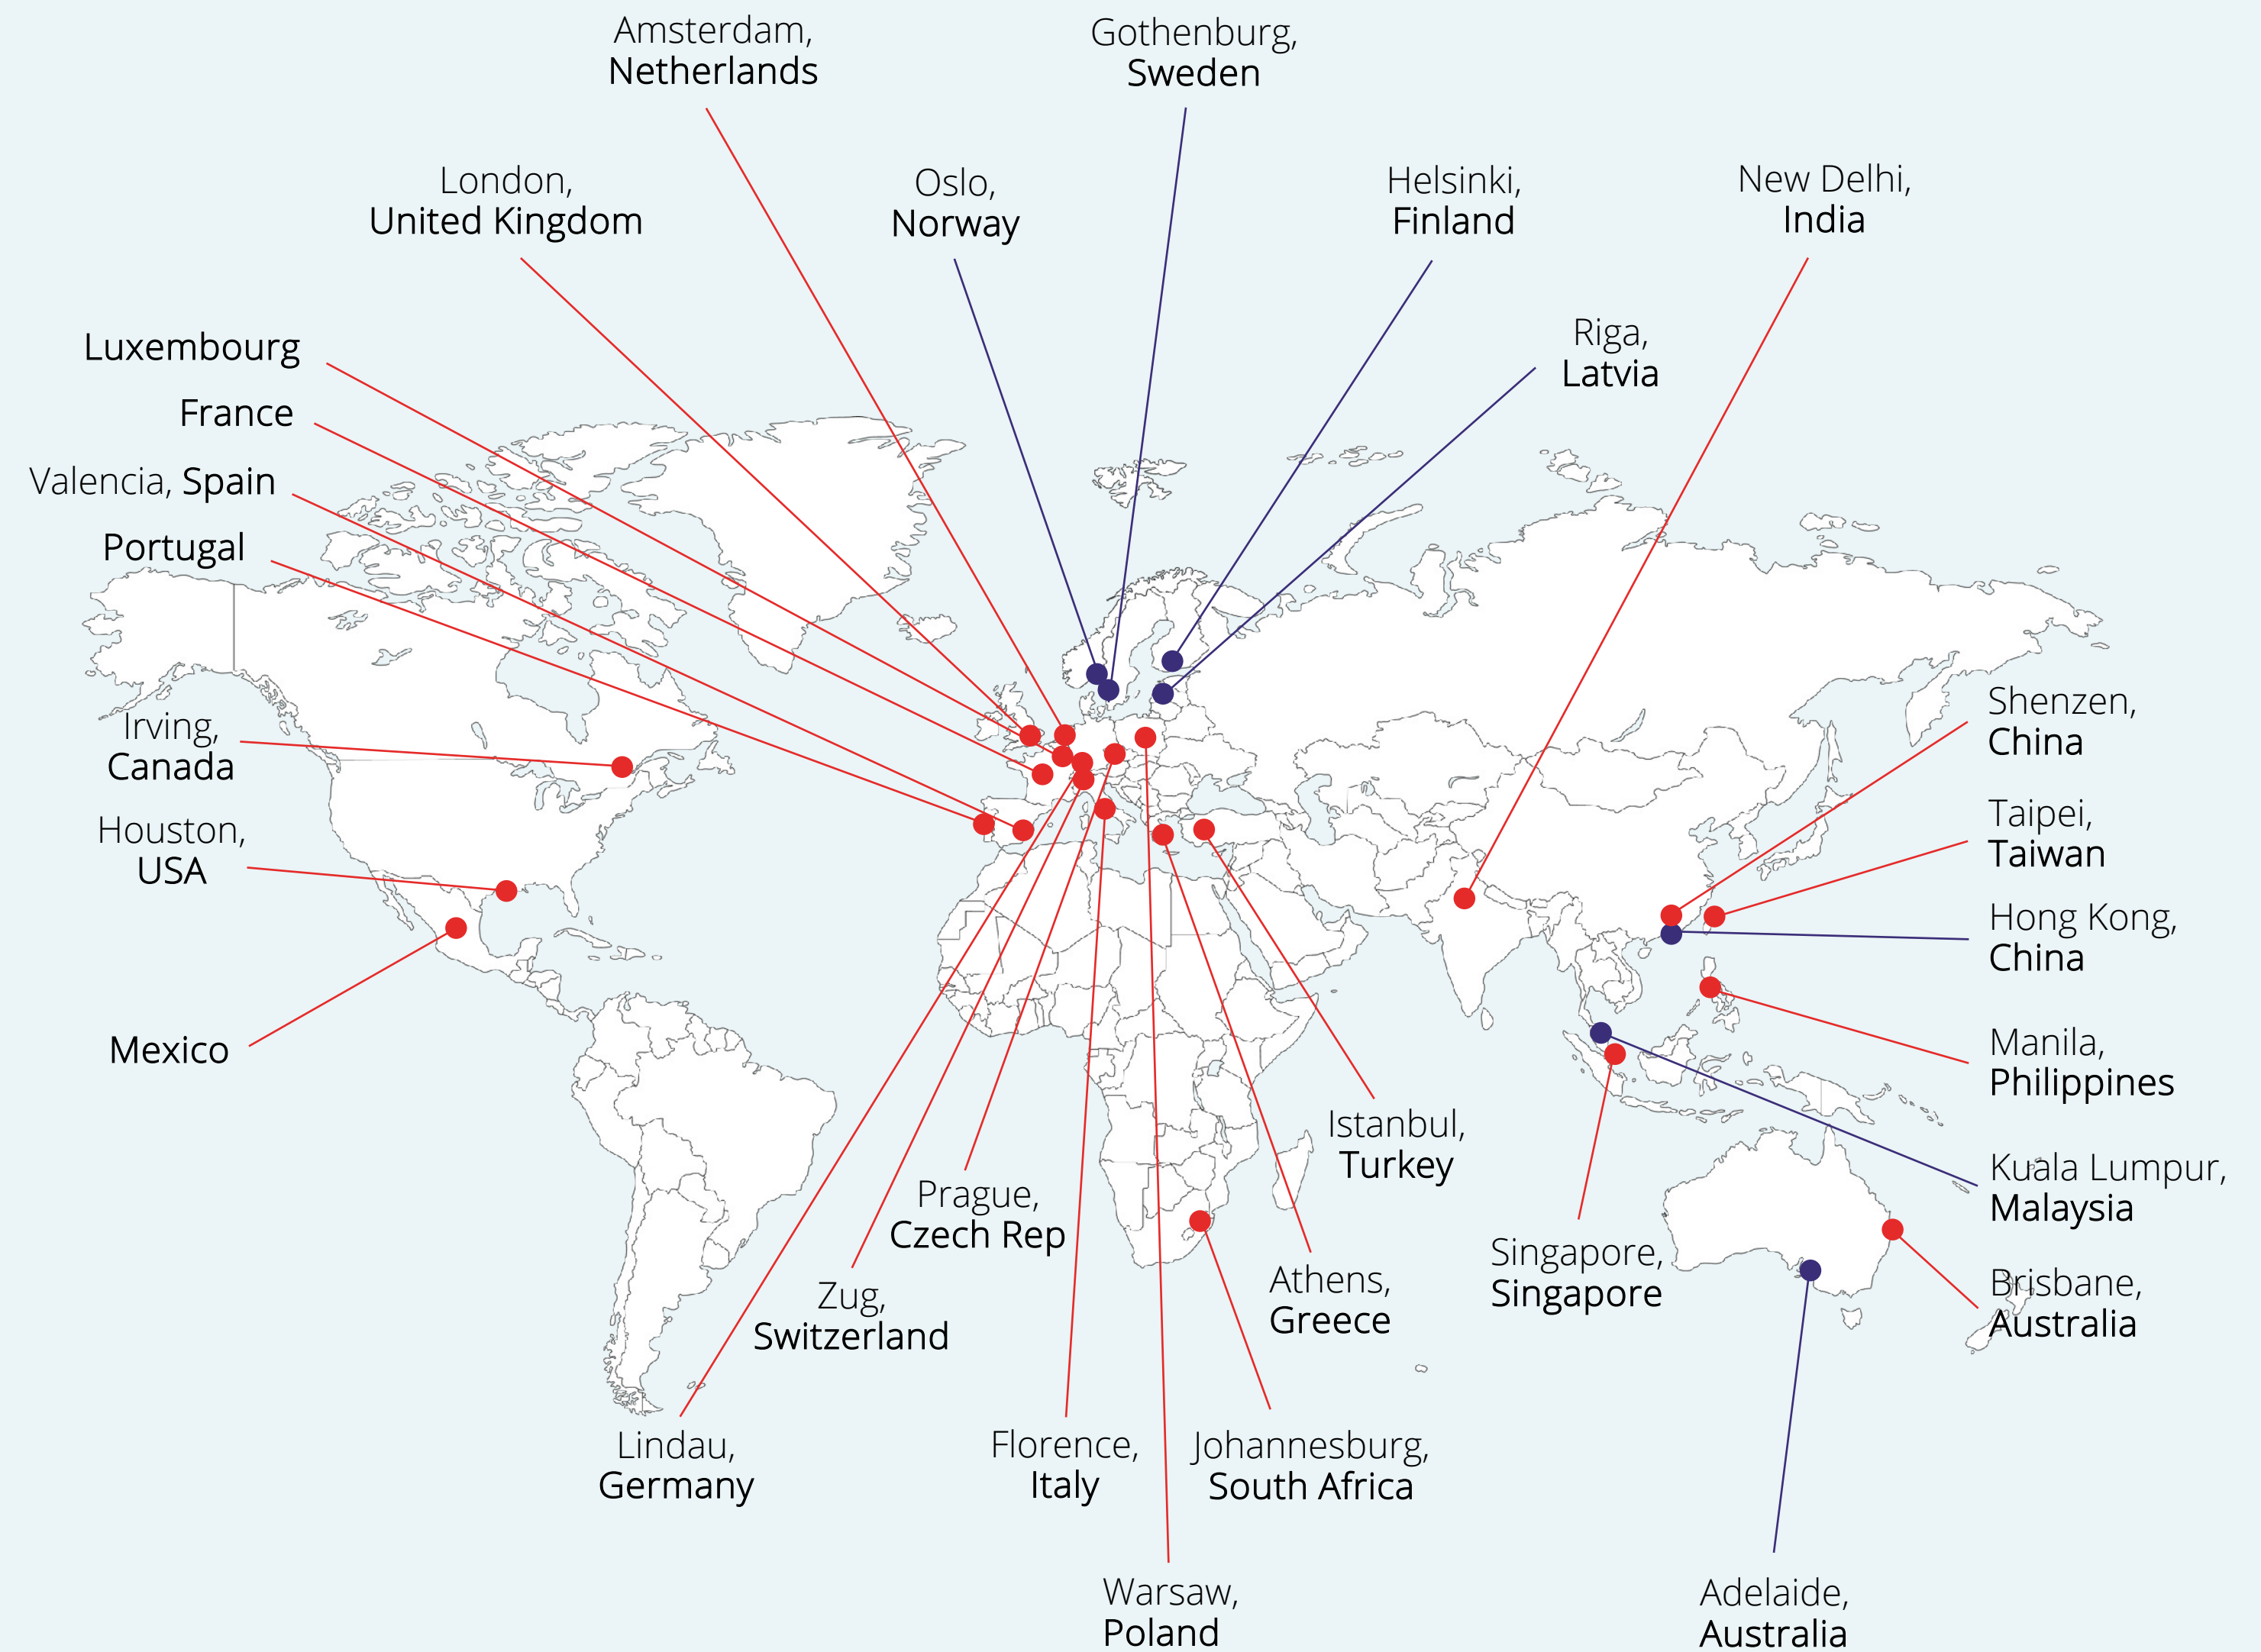 Amsterdam,
Netherlands
Gothenburg,
Sweden
London,
United Kingdom
Oslo,
Norway
Helsinki,
Finland
New Delhi,
India
Riga,
Latvia
Luxembourg
France
Valencia, Spain
Portugal
Irving,
Canada
Houston,
USA
Mexico
Shenzen,
China
Taipei,
Taiwan
Hong Kong,
China
Manila,
Philippines
Kuala Lumpur,
Malaysia
Brisbane,
Australia
Istanbul,
Turkey
Prague,
Czech Rep
Zug,
Switzerland
Athens,
Greece
Singapore,
Singapore
Lindau,
Germany
Florence,
Italy
Johannesburg,
South Africa
Warsaw,
Poland
Adelaide,
Australia